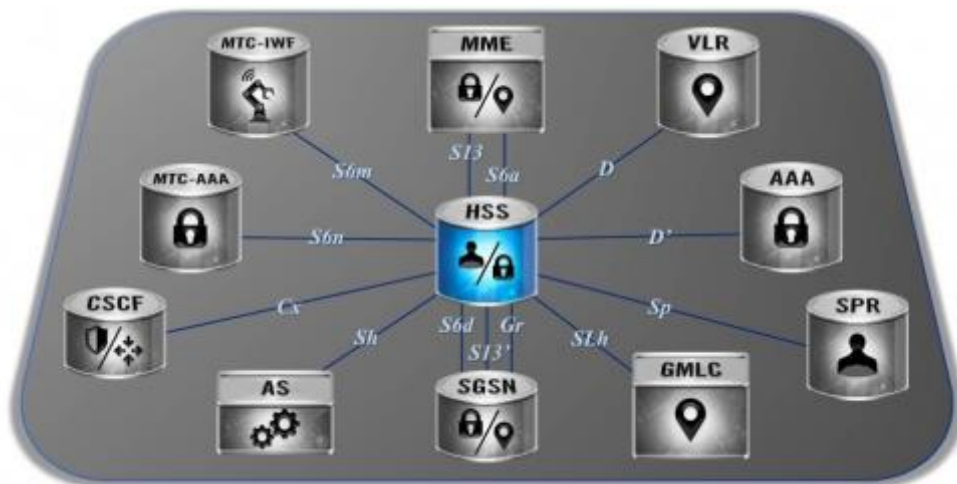 MTC-IWF
MME
VLR
S13
S6m
S6a
D
MTC-AAA
HSS
AAA
S6n
D'
CSCF
Cx
Sp
SPR
Sh
S6d
Gr
SLh
S13'
AS
SGSN
GMLC